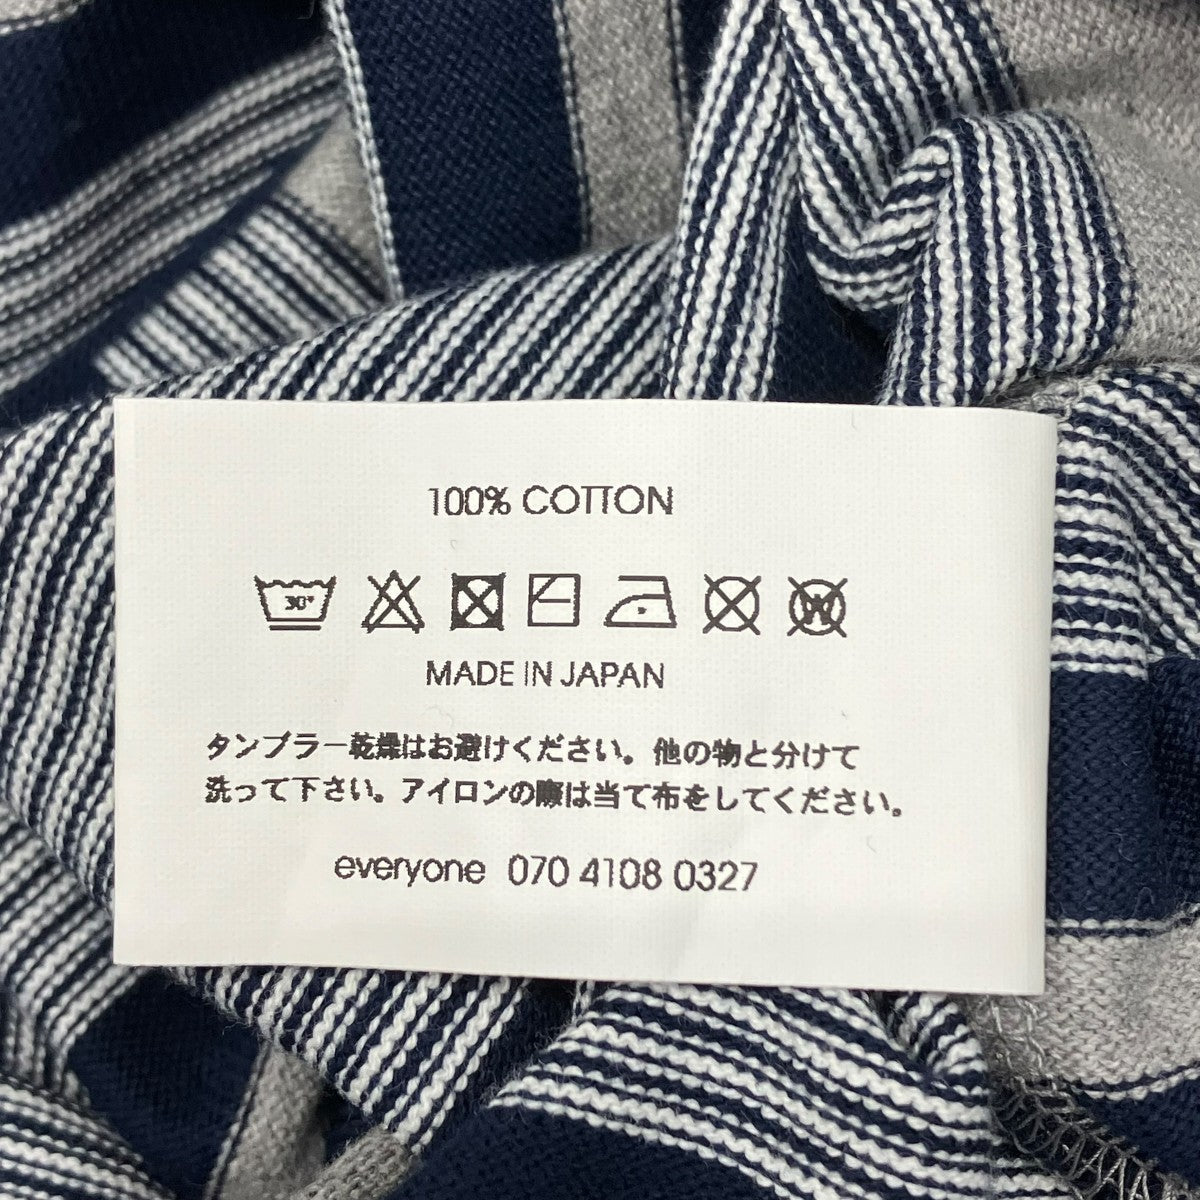 100% COTTON
30°
W
MADE IN JAPAN
タンブラー乾燥はお避けください。他の物と分けて
洗って下さい。アイロンの際は当て布をしてください。
everyone 070 4108 0327